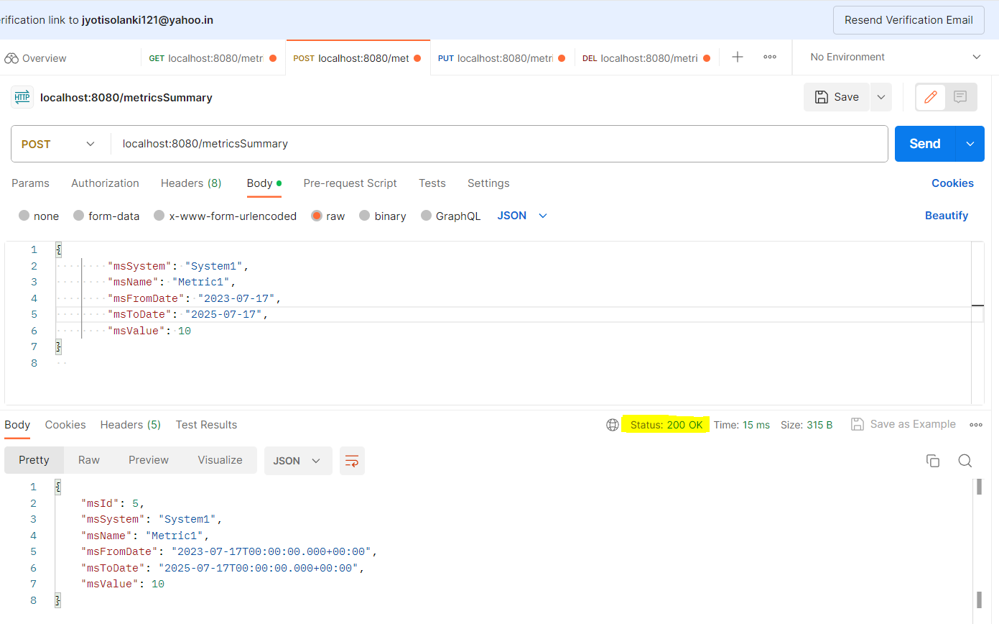 erification link to jyotisolanki121@yahoo.in Resend Verification Email
Overview GET localhost:8080/metri POST localhost:8080/met PUT localhost:8080/metri DEL localhost:8080/metri No Environment
HTTP localhost:8080/metricsSummary Save
POST localhost:8080/metricsSummary Send
Params Authorization Headers (8) Body Pre-request Script Tests Settings Cookies
none form-data x-www-form-urlencoded raw binary GraphQL JSON Beautify
1 {
2 "msSystem": "System1",
3 "msName": "Metric1",
4 "msFromDate": "2023-07-17",
5 "msToDate": "2025-07-17",
6 "msValue": 10
7 }
8
Body Cookies Headers (5) Test Results Status: 200 OK Time: 15 ms Size: 315 B Save as Example
Pretty Raw Preview Visualize JSON
1 {
2 "msId": 5,
3 "msSystem": "System1",
4 "msName": "Metric1",
5 "msFromDate": "2023-07-17T00:00:00.000+00:00",
6 "msToDate": "2025-07-17T00:00:00.000+00:00",
7 "msValue": 10
8 }